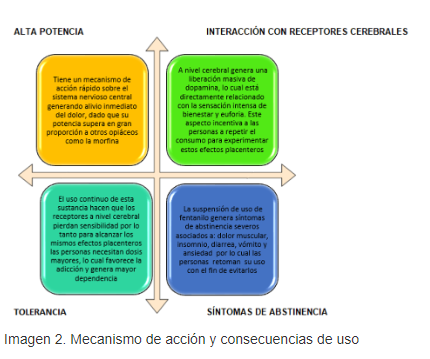 ALTA POTENCIA
INTERACCIÓN CON RECEPTORES CEREBRALES
Tiene un mecanismo de
acción rápido sobre el
sistema nervioso central
generando alivio inmediato
del dolor, dado que su
potencia supera en gran
proporción a otros opiáceos
como la morfina
A nivel cerebral genera una
liberación masiva de
dopamina, lo cual está
directamente relacionado
con la sensación intensa de
bienestar y euforia. Este
aspecto incentiva a las
personas a repetir el
consumo para experimentar
estos efectos placenteros
El uso continuo de esta
sustancia hacen que los
receptores a nivel cerebral
pierdan sensibilidad por lo
tanto para alcanzar los
mismos efectos placenteros
las personas necesitan dosis
mayores, lo cual favorece la
adicción y genera mayor
dependencia
La suspensión de uso de
fentanilo genera síntomas
de abstinencia severos
asociados a: dolor muscular,
insomnio, diarrea, vómito y
ansiedad por lo cual las
personas retoman su uso
con el fin de evitarlos
TOLERANCIA
SÍNTOMAS DE ABSTINENCIA
Imagen 2. Mecanismo de acción y consecuencias de uso